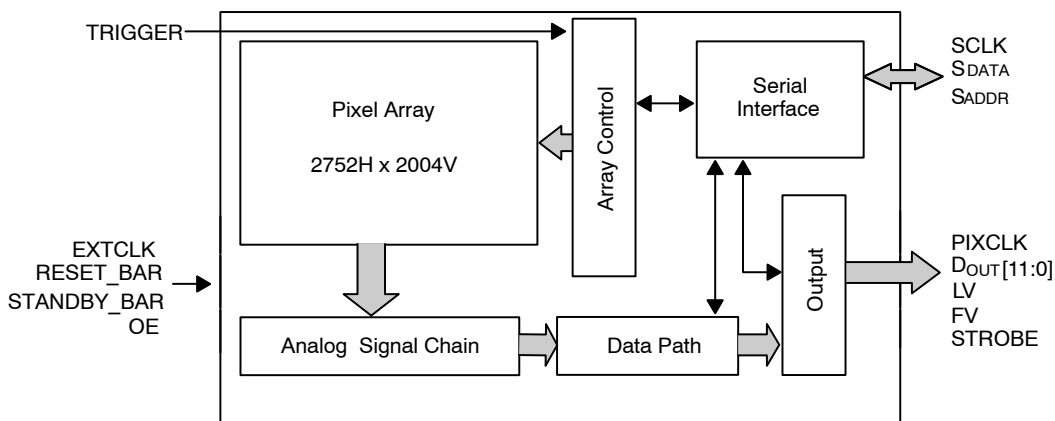 TRIGGER
Pixel Array
2752H x 2004V
Array Control
Serial
Interface
SCLK
SDATA
SADDR
EXTCLK
RESET_BAR
STANDBY_BAR
OE
Analog Signal Chain
Data Path
Output
PIXCLK
DOUT[11:0]
LV
FV
STROBE